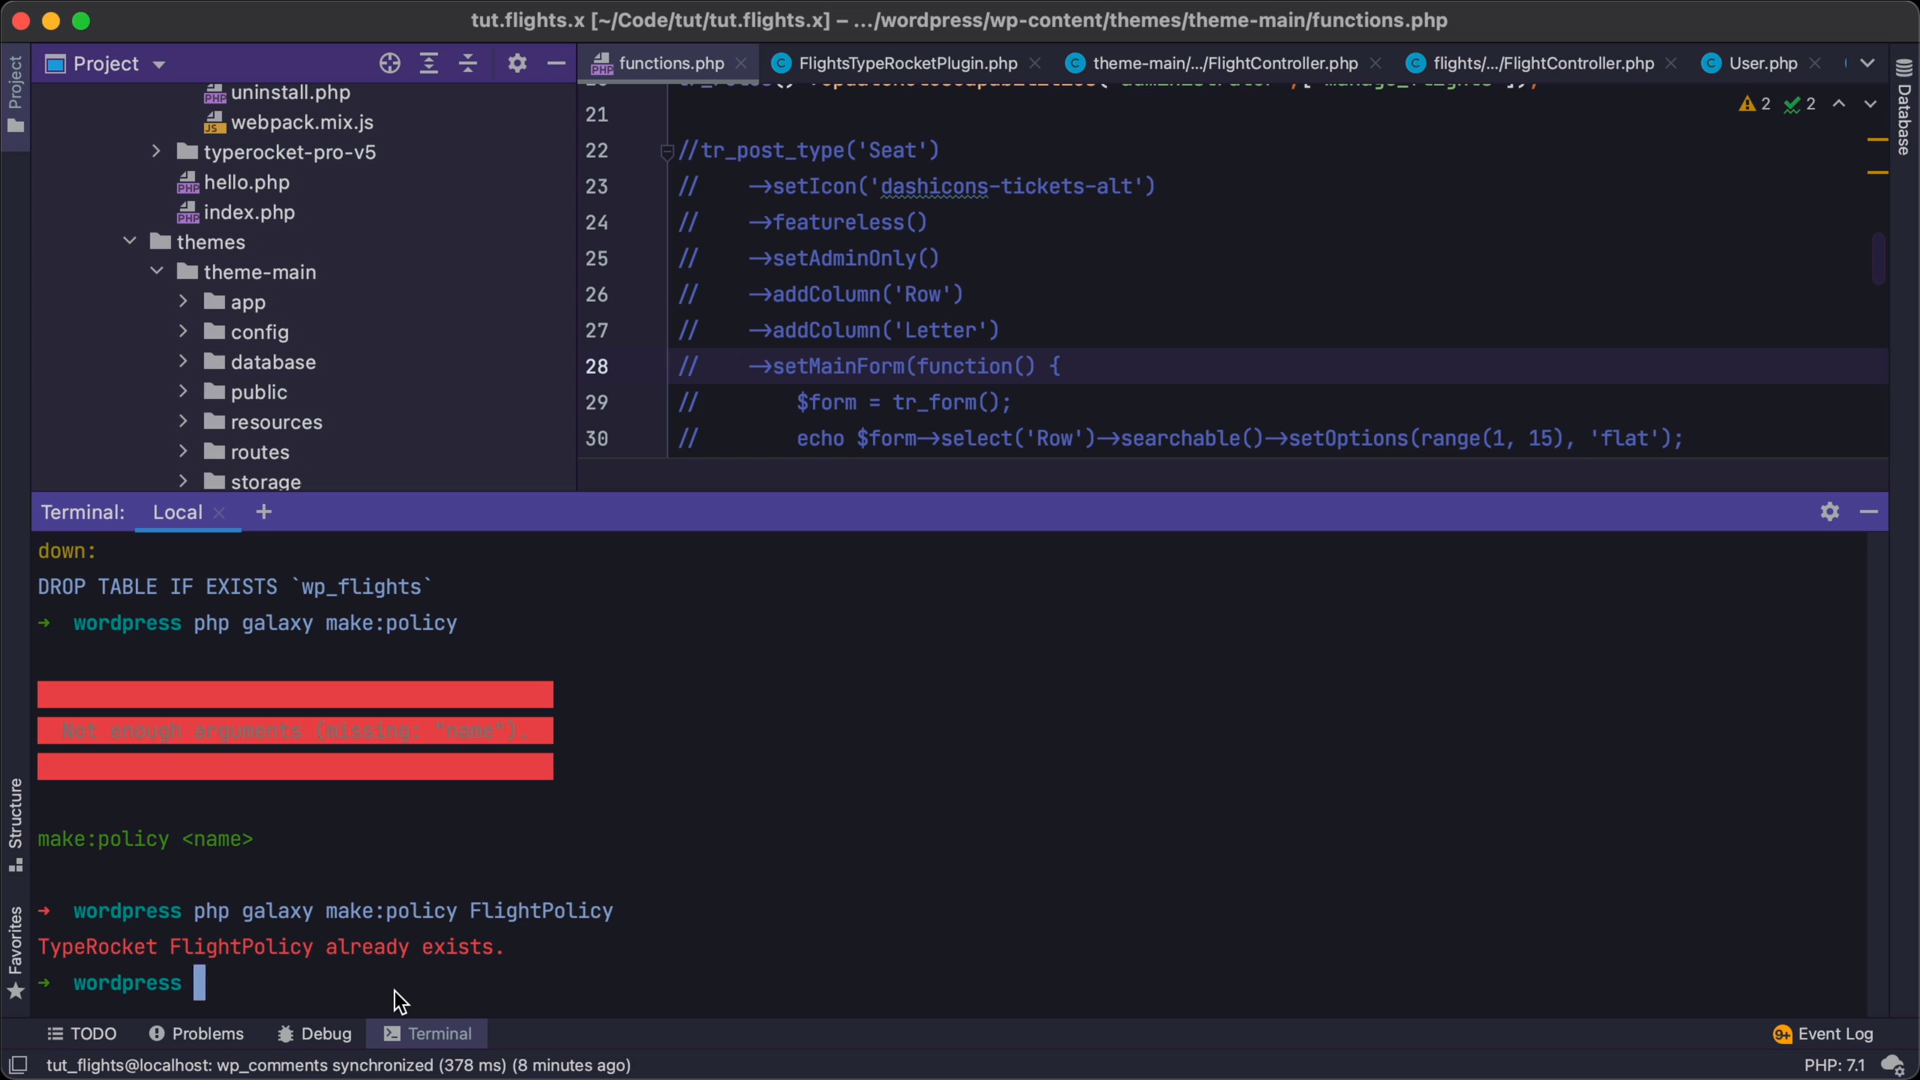 tut.flights.x [~/Code/tut/tut.flights.x] – .../wordpress/wp-content/themes/theme-main/functions.php
Project
Project
functions.php
FlightsTypeRocketPlugin.php
theme-main/.../FlightController.php
flights/.../FlightController.php
User.php
Database
uninstall.php
webpack.mix.js
typerocket-pro-v5
hello.php
index.php
themes
theme-main
app
config
database
public
resources
routes
storage
2 2
21
22 //tr_post_type('Seat')
23 // ->setIcon('dashicons-tickets-alt')
24 // ->featureless()
25 // ->setAdminOnly()
26 // ->addColumn('Row')
27 // ->addColumn('Letter')
28 // ->setMainForm(function() {
29 // $form = tr_form();
30 // echo $form->select('Row')->searchable()->setOptions(range(1, 15), 'flat');
Terminal: Local
down:
DROP TABLE IF EXISTS `wp_flights`
→ wordpress php galaxy make:policy
Not enough arguments (missing: "name").
make:policy <name>
→ wordpress php galaxy make:policy FlightPolicy
TypeRocket FlightPolicy already exists.
→ wordpress
Structure
Favorites
TODO Problems Debug Terminal
9+ Event Log
tut_flights@localhost: wp_comments synchronized (378 ms) (8 minutes ago)
PHP: 7.1